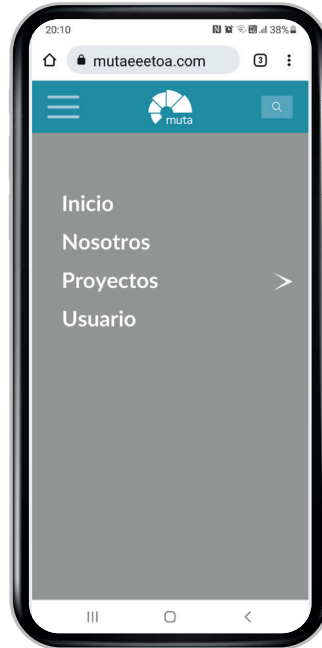 20:10
38%
mutaeeetoa.com
3
muta
Inicio
Nosotros
Proyectos
Usuario